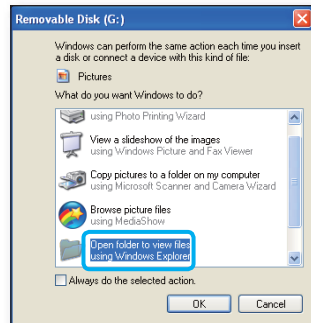 Removable Disk (G:)
Windows can perform the same action each time you insert
a disk or connect a device with this kind of file:
Pictures
What do you want Windows to do?
using Photo Printing Wizard
View a slideshow of the images
using Windows Picture and Fax Viewer
Copy pictures to a folder on my computer
using Microsoft Scanner and Camera Wizard
Browse picture files
using MediaShow
Open folder to view files
using Windows Explorer
Always do the selected action.
OK Cancel